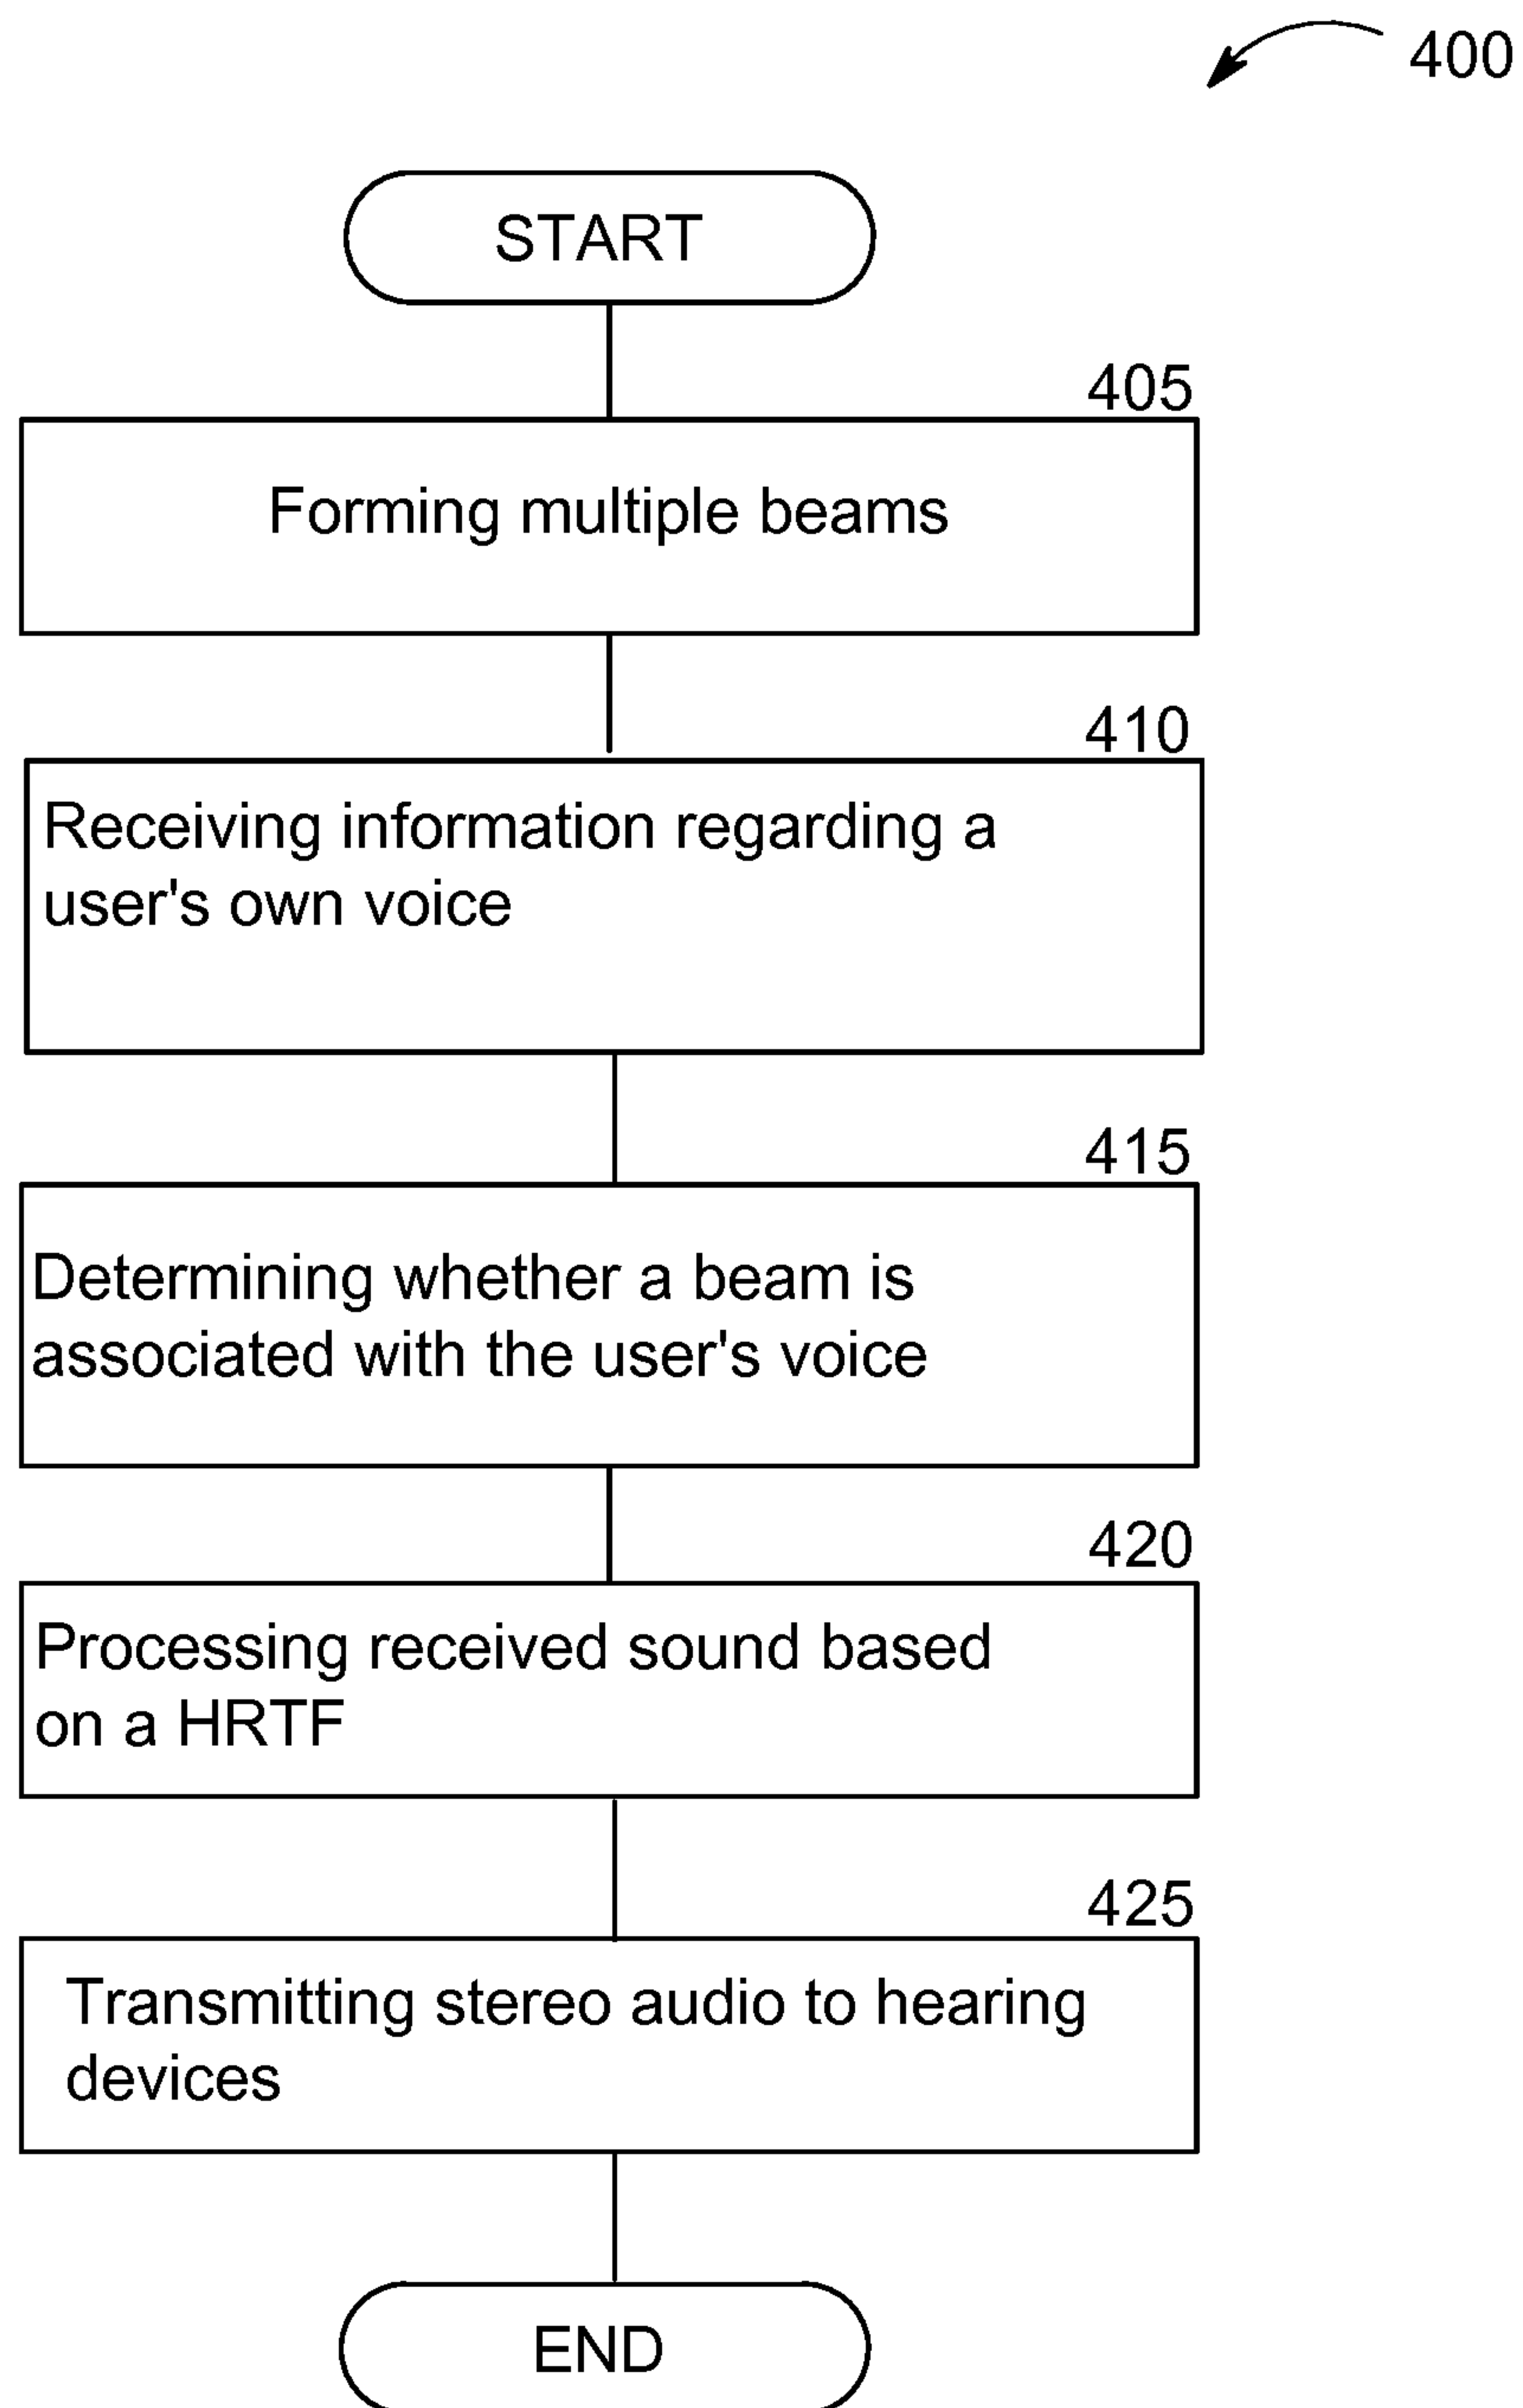 400
START
405
Forming multiple beams
410
Receiving information regarding a
user's own voice
415
Determining whether a beam is
associated with the user's voice
420
Processing received sound based
on a HRTF
425
Transmitting stereo audio to hearing
devices
END